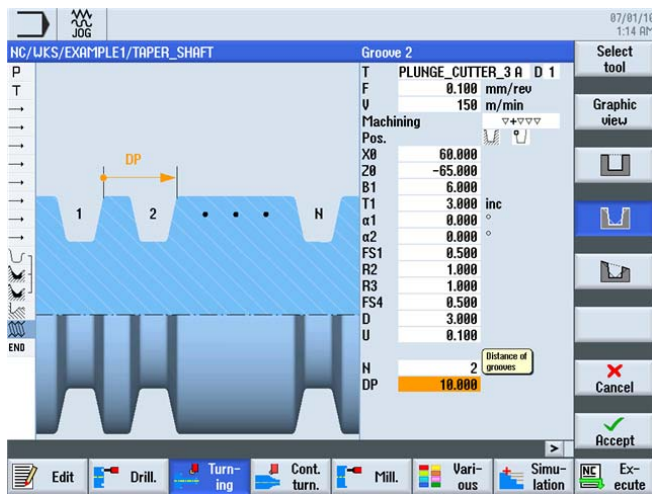 JOG
07/01/10
1:14 AM
NC/WKS/EXAMPLE1/TAPER_SHAFT
Groove 2
Select
tool
P
T
T PLUNGE_CUTTER_3 A D 1
F 0.100 mm/rev
V 150 m/min
Machining ▽+▽▽▽
Pos.
X0 60.000
Z0 -65.000
B1 6.000
T1 3.000 inc
α1 0.000 °
α2 0.000 °
FS1 0.500
R2 1.000
R3 1.000
FS4 0.500
D 3.000
U 0.100
N 2
DP 10.000
Distance of
grooves
DP
1 2 • • • N
END
Graphic
view
Cancel
Accept
>
Edit
Drill.
Turn-
ing
Cont.
turn.
Mill.
Vari-
ous
Simu-
lation
NC
Ex-
ecute